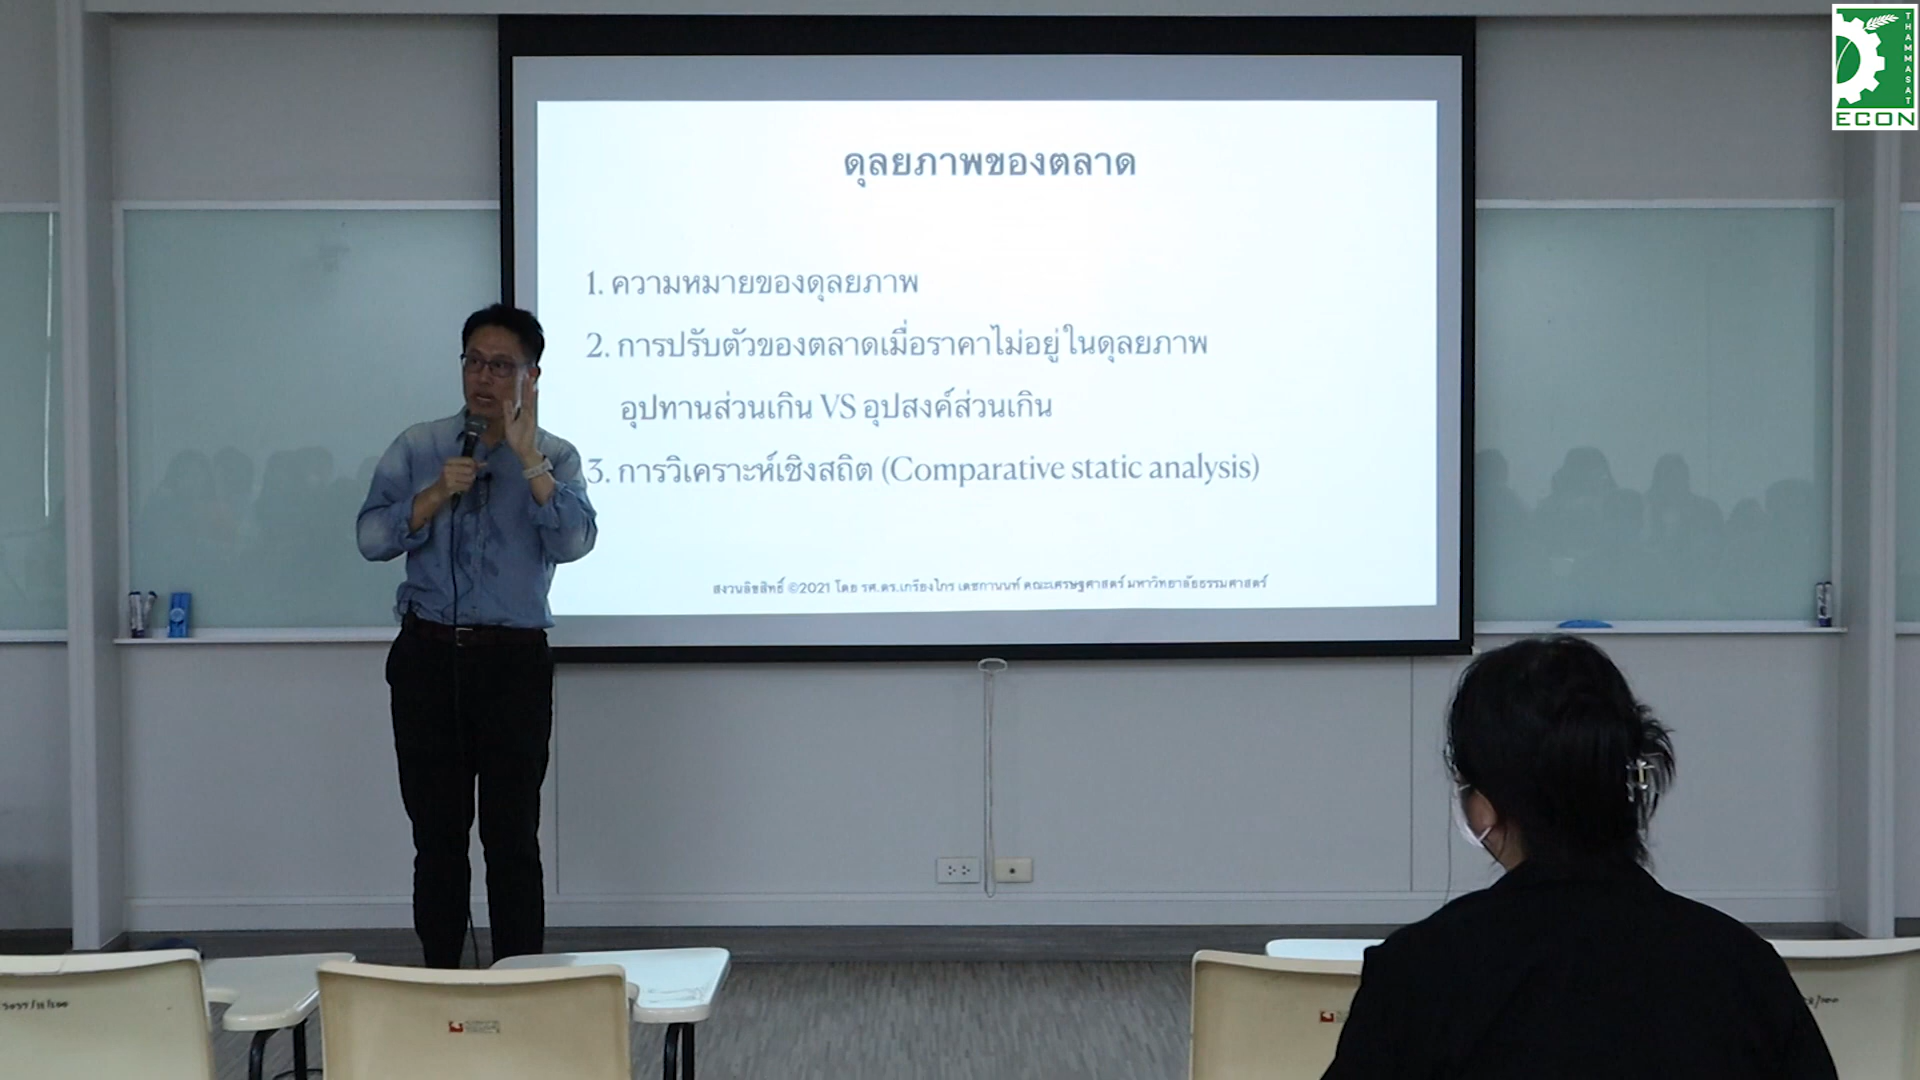 THAMMASAT
ECON
ดุลยภาพของตลาด
1. ความหมายของดุลยภาพ
2. การปรับตัวของตลาดเมื่อราคาไม่อยู่ในดุลยภาพ
อุปทานส่วนเกิน VS อุปสงค์ส่วนเกิน
3. การวิเคราะห์เชิงสถิต (Comparative static analysis)
สงวนลิขสิทธิ์ ©2021 โดย รศ.ดร.เกรียงไกร เตชกานนท์ คณะเศรษฐศาสตร์ มหาวิทยาลัยธรรมศาสตร์